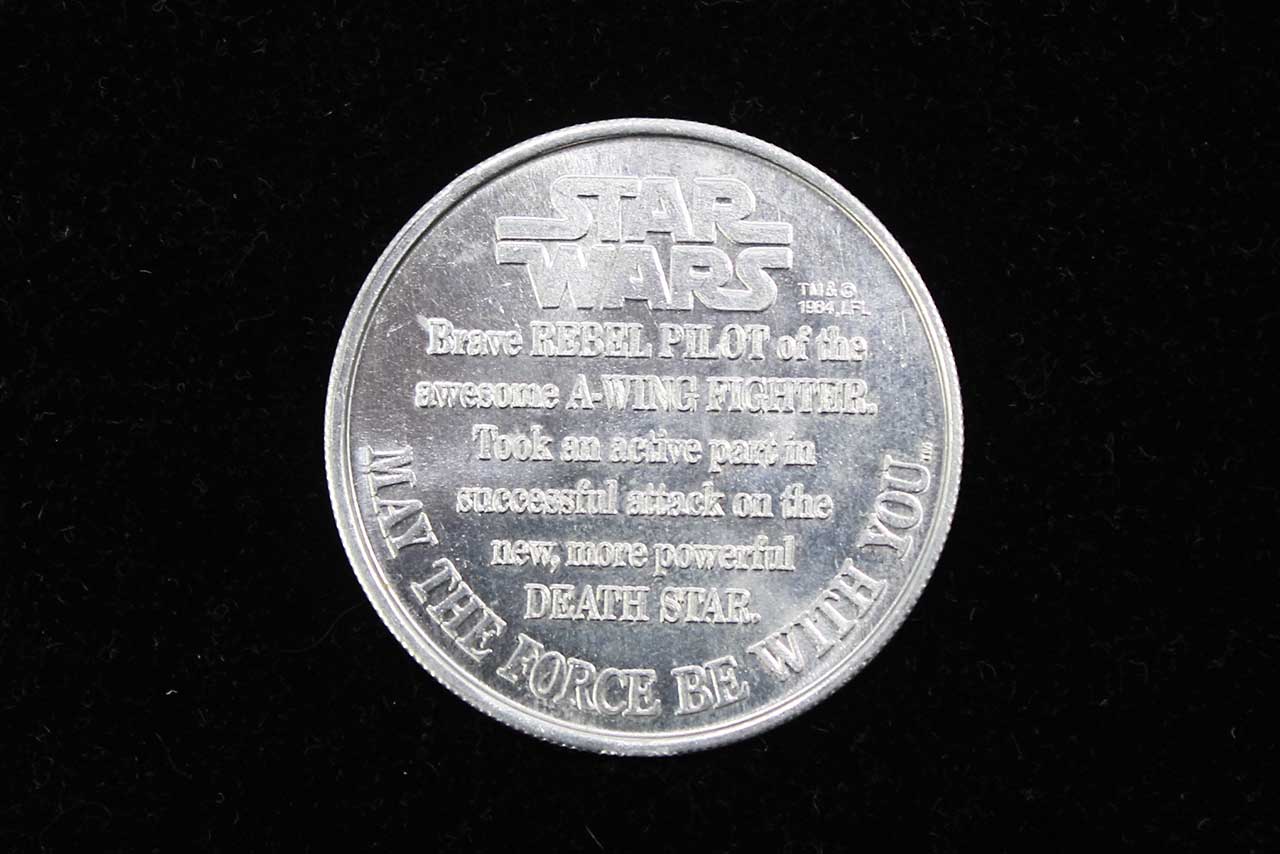 STAR
WARS
TM & ©
1984, LFL
Brave REBEL PILOT of the
awesome A-WING FIGHTER.
Took an active part in
successful attack on the
new, more powerful
DEATH STAR.
MAY THE FORCE BE WITH YOU...